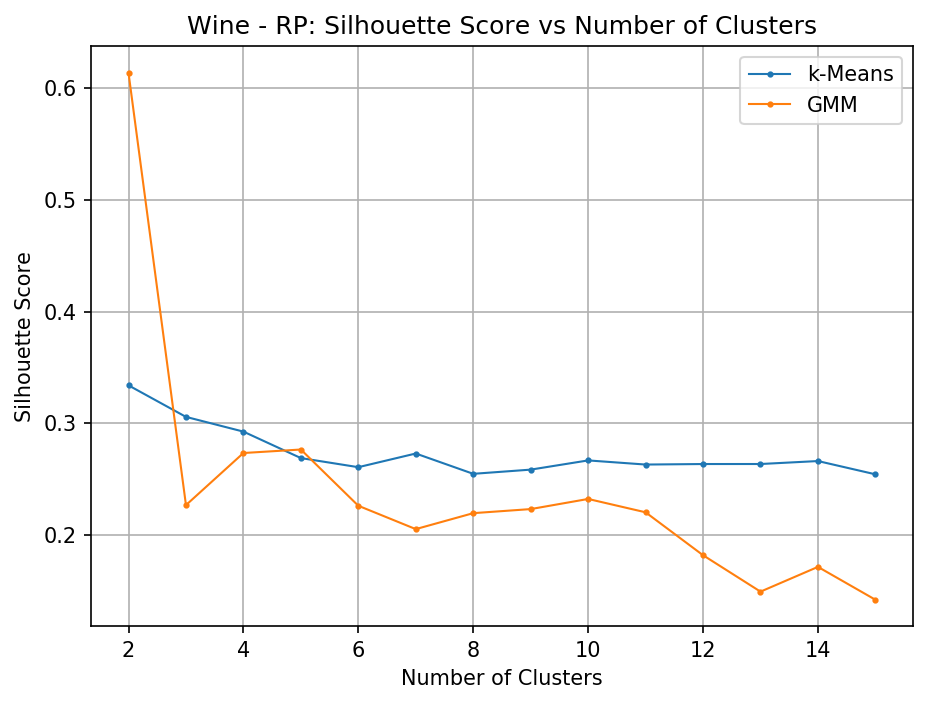 Wine - RP: Silhouette Score vs Number of Clusters
k-Means
GMM
0.6
0.5
0.4
0.3
0.2
Silhouette Score
2 4 6 8 10 12 14
Number of Clusters